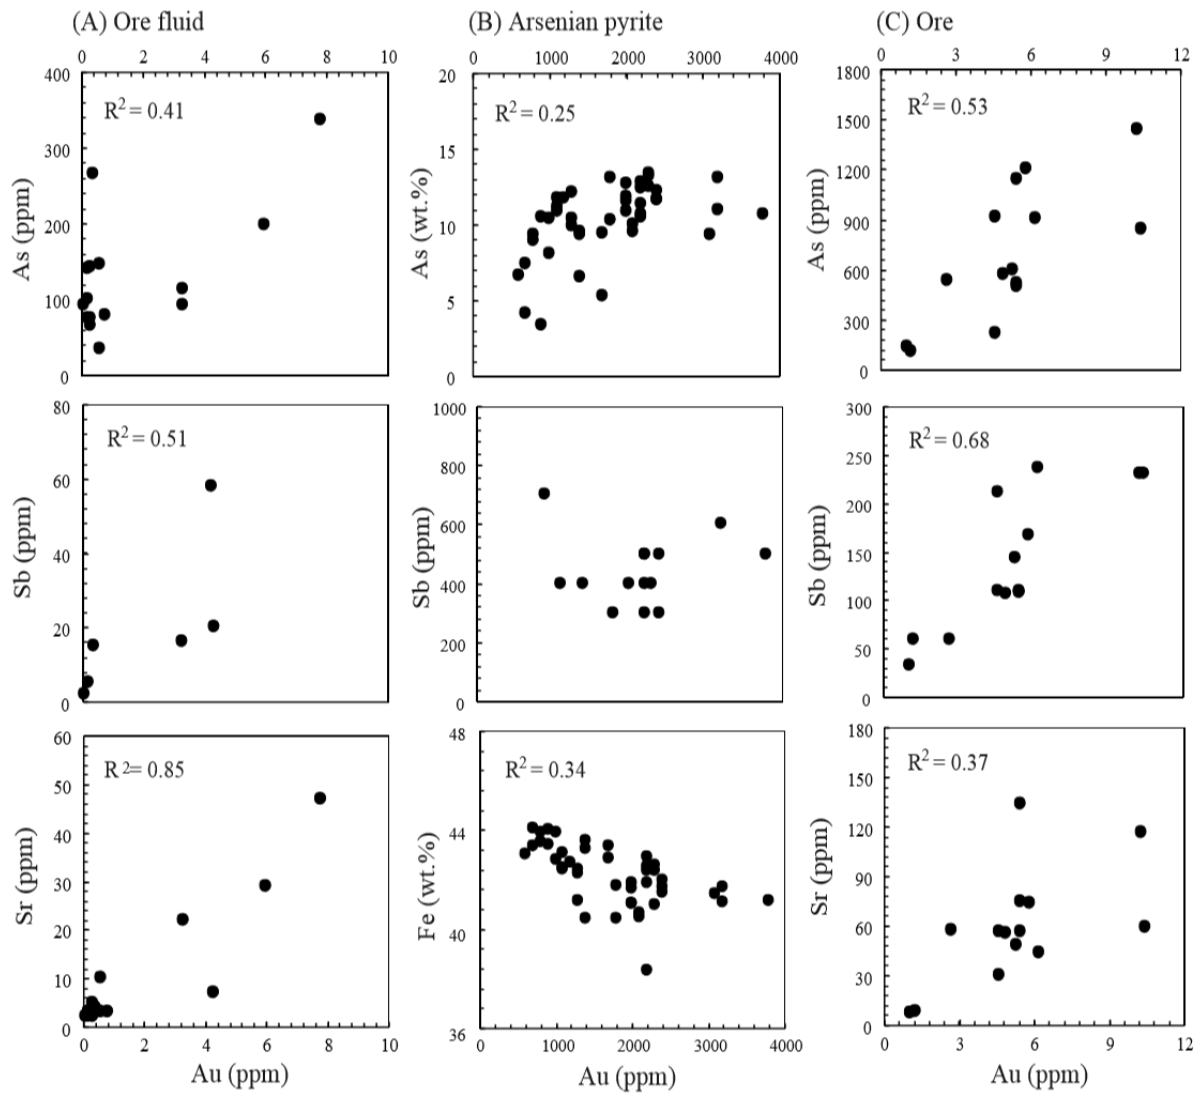 (A) Ore fluid
(B) Arsenian pyrite
(C) Ore
0 2 4 6 8 10
0 1000 2000 3000 4000
0 3 6 9 12
400
300
200
100
0
As (ppm)
R² = 0.41
20
15
10
5
0
As (wt.%)
R² = 0.25
1800
1500
1200
900
600
300
0
As (ppm)
R² = 0.53
80
60
40
20
0
Sb (ppm)
R² = 0.51
1000
800
600
400
200
0
Sb (ppm)
300
250
200
150
100
50
0
Sb (ppm)
R² = 0.68
60
50
40
30
20
10
0
Sr (ppm)
R 2= 0.85
48
44
40
36
Fe (wt.%)
R² = 0.34
180
150
120
90
60
30
0
Sr (ppm)
R² = 0.37
0 2 4 6 8 10
0 1000 2000 3000 4000
0 3 6 9 12
Au (ppm)
Au (ppm)
Au (ppm)